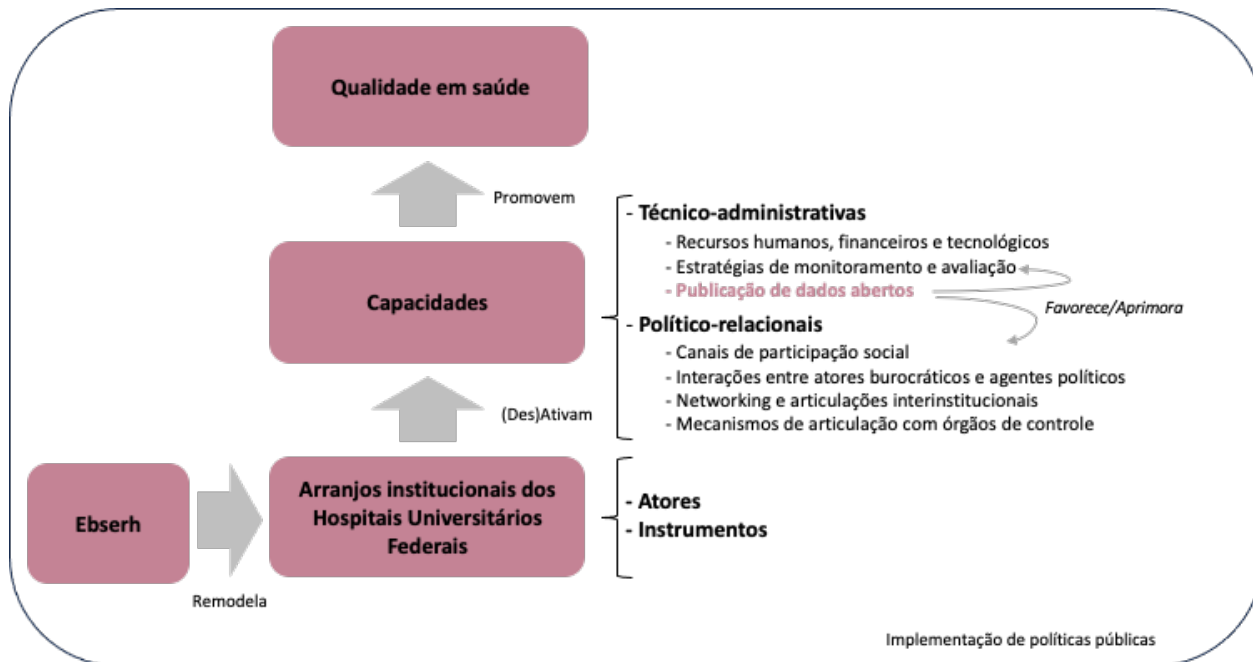 Qualidade em saúde
Promovem
- Técnico-administrativas
- Recursos humanos, financeiros e tecnológicos
- Estratégias de monitoramento e avaliação
- Publicação de dados abertos
Favorece/Aprimora
Capacidades
- Político-relacionais
- Canais de participação social
- Interações entre atores burocráticos e agentes políticos
- Networking e articulações interinstitucionais
- Mecanismos de articulação com órgãos de controle
(Des)Ativam
Ebserh
Remodela
Arranjos institucionais dos
Hospitais Universitários
Federais
- Atores
- Instrumentos
Implementação de políticas públicas